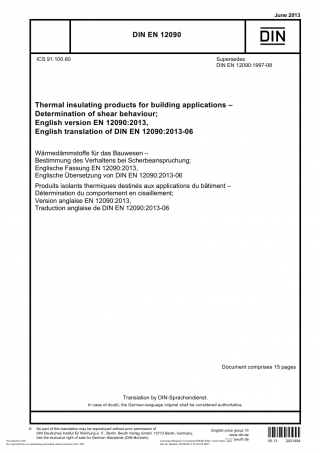 June 2013
DIN EN 12090
DIN
ICS 91.100.60
Supersedes
DIN EN 12090:1997-08
Thermal insulating products for building applications –
Determination of shear behaviour;
English version EN 12090:2013,
English translation of DIN EN 12090:2013-06
Wärmedämmstoffe für das Bauwesen –
Bestimmung des Verhaltens bei Scherbeanspruchung;
Englische Fassung EN 12090:2013,
Englische Übersetzung von DIN EN 12090:2013-06
Produits isolants thermiques destinés aux applications du bâtiment –
Détermination du comportement en cisaillement;
Version anglaise EN 12090:2013,
Traduction anglaise de DIN EN 12090:2013-06
Document comprises 15 pages
Translation by DIN-Sprachendienst.
In case of doubt, the German-language original shall be considered authoritative.
© No part of this translation may be reproduced without prior permission of
DIN Deutsches Institut für Normung e. V., Berlin. Beuth Verlag GmbH, 10772 Berlin, Germany,
has the exclusive right of sale for German Standards (DIN-Normen).
English price group 10
www.din.de
www.beuth.de